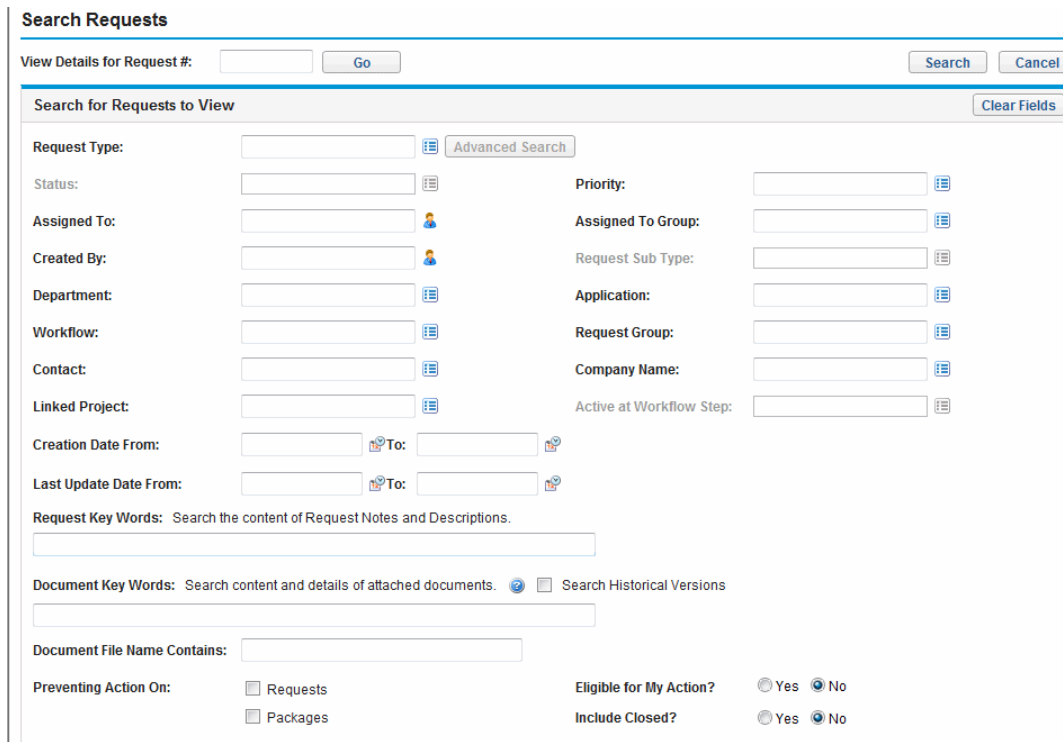 Search Requests
View Details for Request #: Go Search Cancel
Search for Requests to View Clear Fields
Request Type: Advanced Search
Status: Priority:
Assigned To: Assigned To Group:
Created By: Request Sub Type:
Department: Application:
Workflow: Request Group:
Contact: Company Name:
Linked Project: Active at Workflow Step:
Creation Date From: To:
Last Update Date From: To:
Request Key Words: Search the content of Request Notes and Descriptions.
Document Key Words: Search content and details of attached documents. Search Historical Versions
Document File Name Contains:
Preventing Action On: Requests Eligible for My Action? Yes No
Packages Include Closed? Yes No